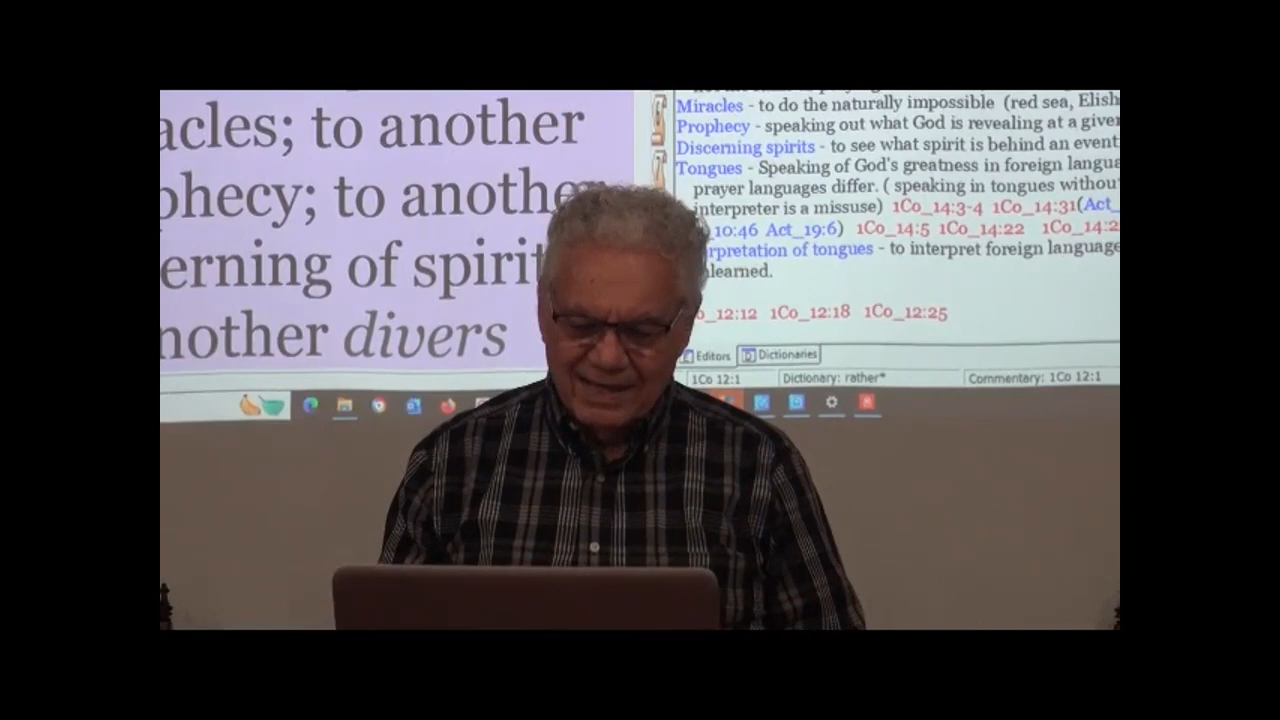 acles; to another
phecy; to another
erning of spirit
nother divers
Miracles - to do the naturally impossible (red sea, Elish
Prophecy - speaking out what God is revealing at a give
Discerning spirits - to see what spirit is behind an event
Tongues - Speaking of God's greatness in foreign langua
prayer languages differ. ( speaking in tongues withou
interpreter is a missuse) 1Co_14:3-4 1Co_14:31(Act_
10:46 Act_19:6) 1Co_14:5 1Co_14:22 1Co_14:2
rpretation of tongues - to interpret foreign language
learned.
o_12:12 1Co_12:18 1Co_12:25
Editors Dictionaries
1Co 12:1 Dictionary: rather* Commentary: 1Co 12:1